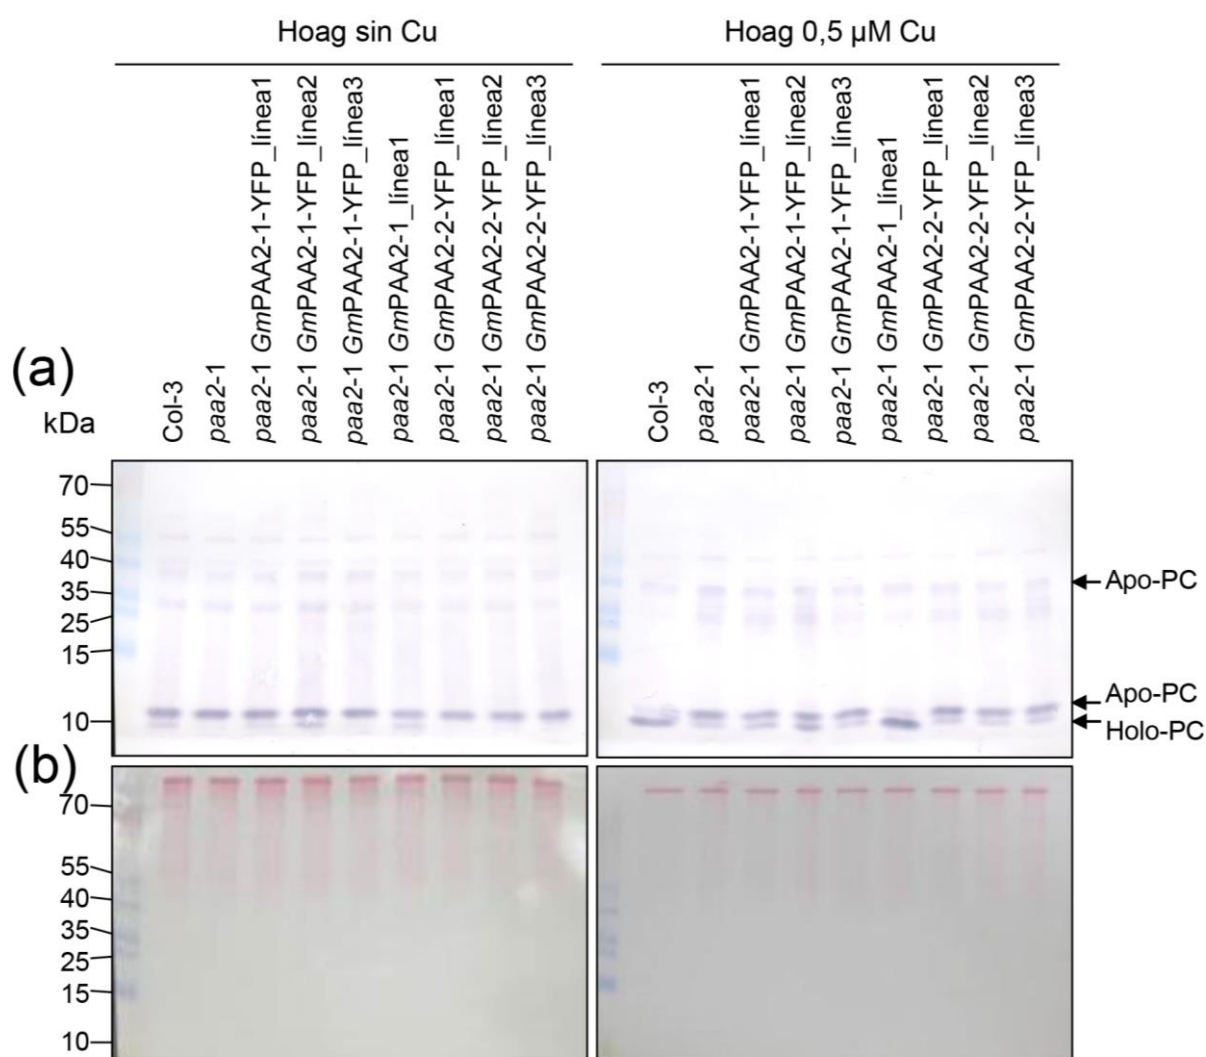 Hoag sin Cu
Hoag 0,5 µM Cu
Col-3
paa2-1
paa2-1 GmPAA2-1-YFP_línea1
paa2-1 GmPAA2-1-YFP_línea2
paa2-1 GmPAA2-1-YFP_línea3
paa2-1 GmPAA2-1_línea1
paa2-1 GmPAA2-2-YFP_línea1
paa2-1 GmPAA2-2-YFP_línea2
paa2-1 GmPAA2-2-YFP_línea3
Col-3
paa2-1
paa2-1 GmPAA2-1-YFP_línea1
paa2-1 GmPAA2-1-YFP_línea2
paa2-1 GmPAA2-1-YFP_línea3
paa2-1 GmPAA2-1_línea1
paa2-1 GmPAA2-2-YFP_línea1
paa2-1 GmPAA2-2-YFP_línea2
paa2-1 GmPAA2-2-YFP_línea3
(a)
kDa
70
55
40
35
25
15
10
Apo-PC
Apo-PC
Holo-PC
(b)
70
55
40
35
25
15
10